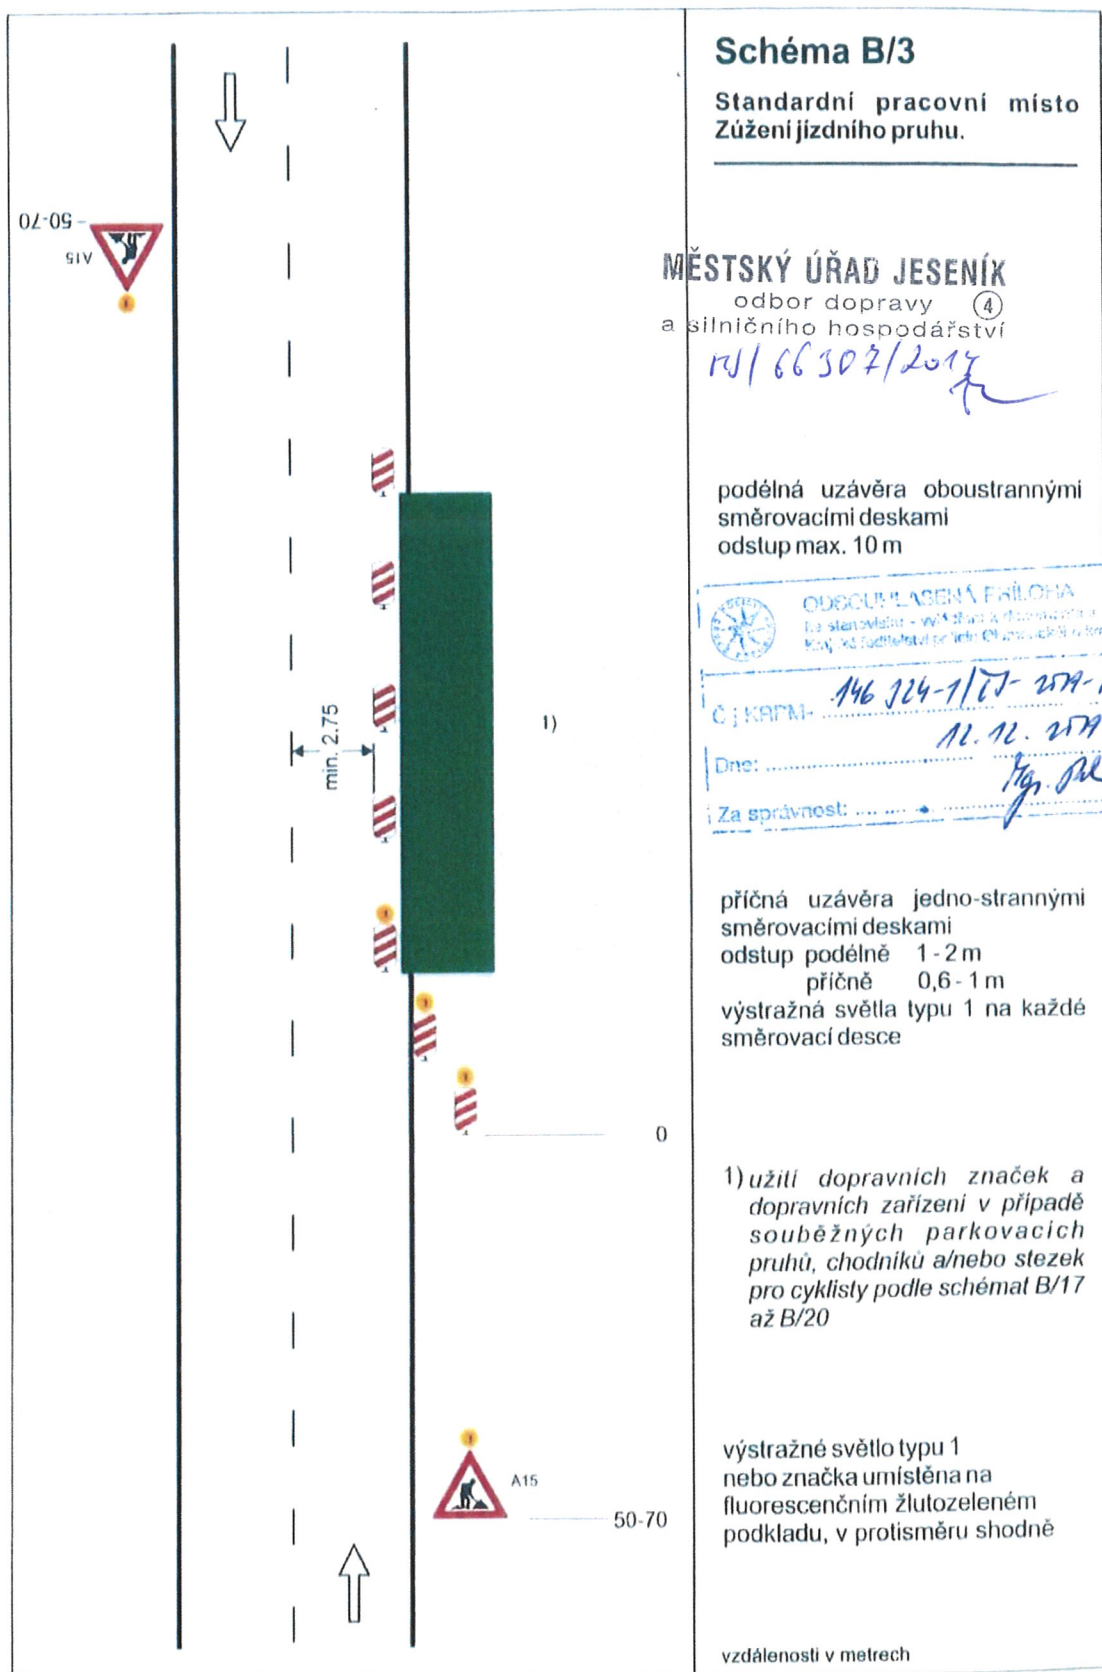 Schéma B/3
Standardní pracovní místo
Zúžení jízdního pruhu.
50-70
A15
MĚSTSKÝ ÚŘAD JESENÍK
odbor dopravy 4
a silničního hospodářství
MJ/66307/2017
podélná uzávěra oboustrannými
směrovacími deskami
odstup max. 10 m
ODSOUHLASENÁ PŘÍLOHA
min. 2.75
1)
Dne: 12. 12.
Za správnost: Mgr.
příčná uzávěra jedno-strannými
směrovacími deskami
odstup podélně 1 - 2 m
příčně 0,6 - 1 m
výstražná světla typu 1 na každé
směrovací desce
0
1) užití dopravních značek a
dopravních zařízení v případě
souběžných parkovacích
pruhů, chodníků a/nebo stezek
pro cyklisty podle schémat B/17
až B/20
výstražné světlo typu 1
nebo značka umístěna na
fluorescenčním žlutozeleném
podkladu, v protisměru shodně
A15
50-70
vzdálenosti v metrech